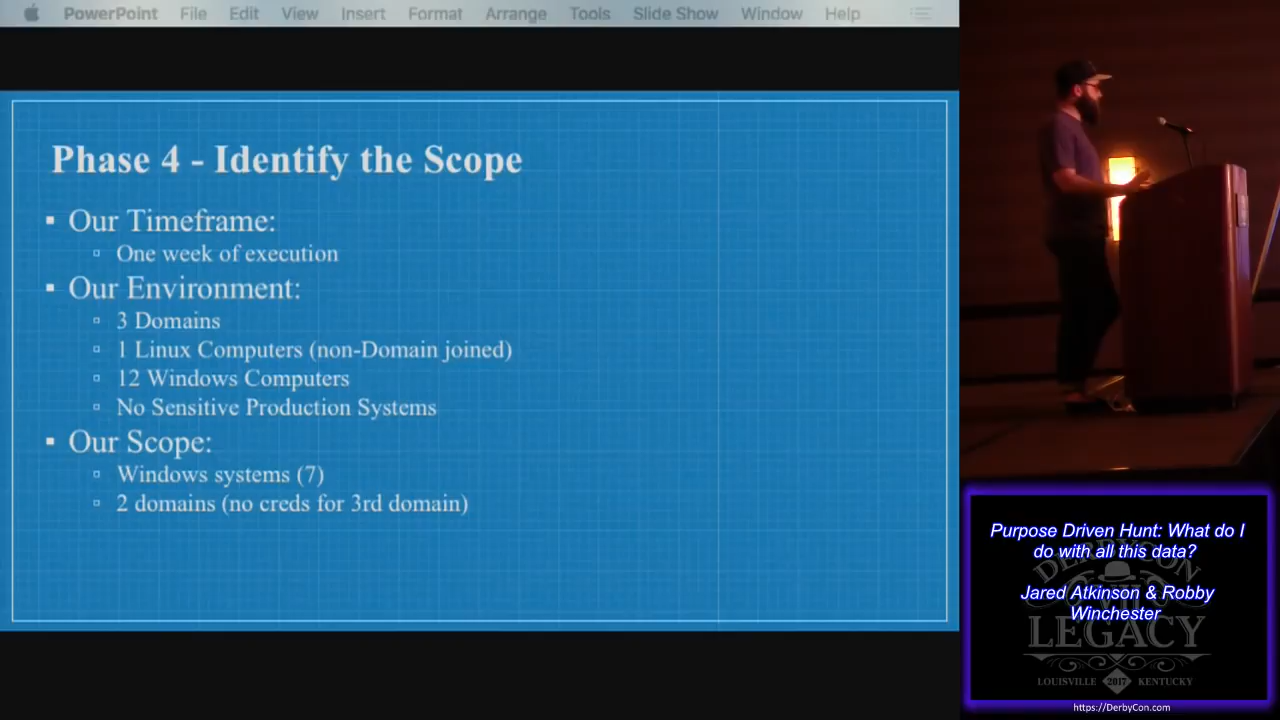 PowerPoint File Edit View Insert Format Arrange Tools Slide Show Window Help
Phase 4 - Identify the Scope
▪ Our Timeframe:
▫ One week of execution
▪ Our Environment:
▫ 3 Domains
▫ 1 Linux Computers (non-Domain joined)
▫ 12 Windows Computers
▫ No Sensitive Production Systems
▪ Our Scope:
▫ Windows systems (7)
▫ 2 domains (no creds for 3rd domain)
Purpose Driven Hunt: What do I
do with all this data?
Jared Atkinson & Robby
Winchester
DERBYCON
LEGACY
LOUISVILLE 2017 KENTUCKY
https://DerbyCon.com